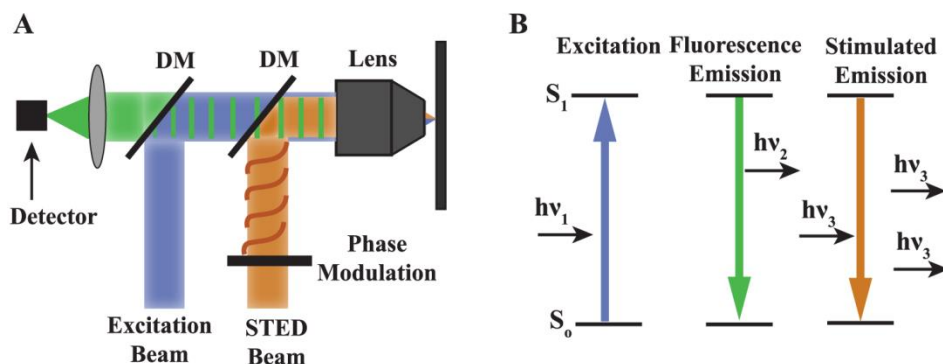 A
DM
DM
Lens
Detector
Phase
Modulation
Excitation
Beam
STED
Beam
B
Excitation
Fluorescence
Emission
Stimulated
Emission
S₁
hν₁
hν₂
hν₃
hν₃
hν₃
Sₒ